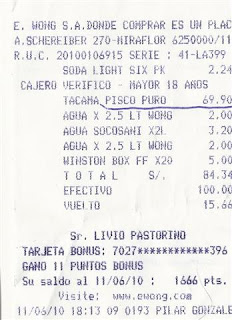 E. WONG S.A.DONDE COMPRAR ES UN PLAC
A.SCHEREIBER 270-MIRAFLOR 6250000/11
R.U.C. 20100106915 SERIE : 41-LA399
SODA LIGHT SIX PK 2.24
CAJERO VERIFICO - MAYOR 18 AÑOS
TACAMA PISCO PURO 69.90
AGUA X 2.5 LT WONG 2.00
AGUA SOCOSANI X2L 3.20
AGUA X 2.5 LT WONG 2.00
WINSTON BOX FF X20 5.00
T O T A L S/. 84.34
EFECTIVO 100.00
VUELTO 15.66
Sr. LIVIO PASTORINO
TARJETA BONUS: 7027************396
GANO 11 PUNTOS BONUS
Su saldo al 11/06/10 : 1666 pts.
Visite: www.ewong.com
11/06/10 18:13 09 0193 PILAR GONZALE